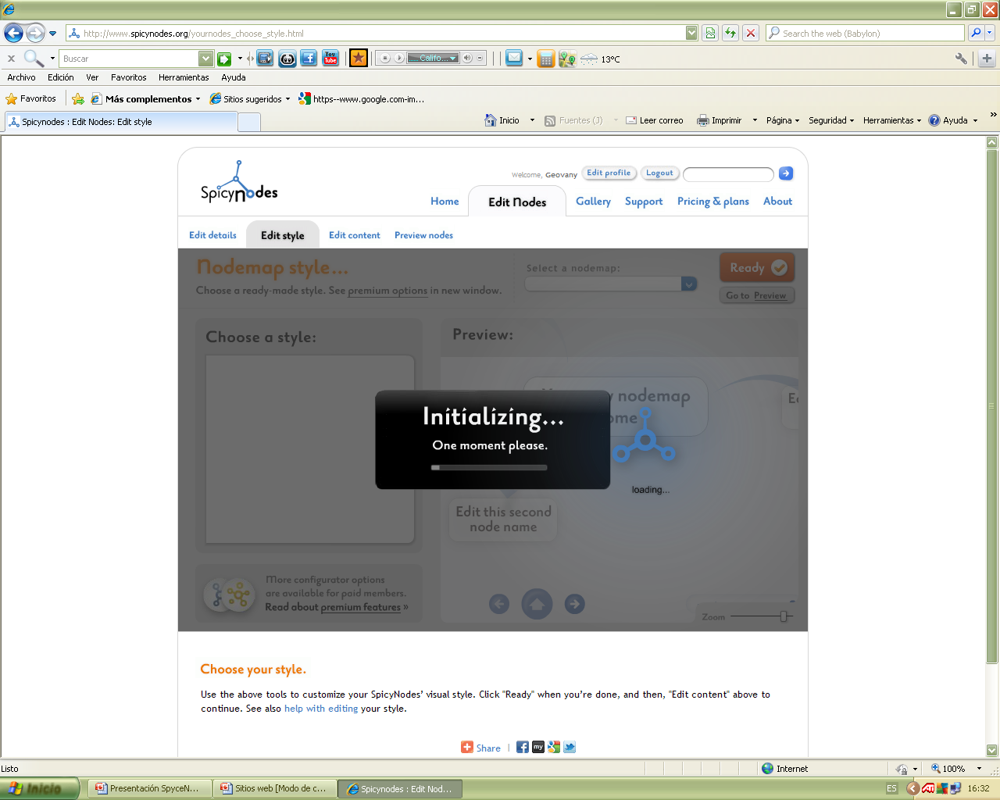 http://www.spicynodes.org/yournodes_choose_style.html
Search the web (Babylon)
Buscar
You Tube
Califo...
13°C
Archivo Edición Ver Favoritos Herramientas Ayuda
Favoritos
Más complementos
Sitios sugeridos
https--www.google.com-im...
Spicynodes : Edit Nodes: Edit style
Inicio
Fuentes (J)
Leer correo
Imprimir
Página
Seguridad
Herramientas
Ayuda
Spicynodes
Welcome, Geovany
Edit profile
Logout
Home
Edit Nodes
Gallery
Support
Pricing & plans
About
Edit details
Edit style
Edit content
Preview nodes
Nodemap style...
Choose a ready-made style. See premium options in new window.
Select a nodemap:
Ready
Go to Preview
Choose a style:
Preview:
nodemap
Initializing...
One moment please.
loading...
Edit this second
node name
More configurator options
are available for paid members.
Read about premium features »
Zoom
Choose your style.
Use the above tools to customize your SpicyNodes' visual style. Click "Ready" when you're done, and then, "Edit content" above to
continue. See also help with editing your style.
Share
my
Listo
Internet
100%
Inicio
Presentación SpyceN...
Sitios web [Modo de c...
Spicynodes : Edit Nod...
ES
16:32